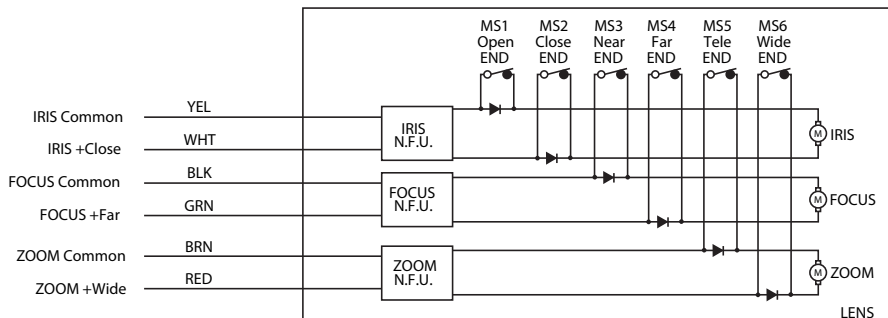 MS1 MS2 MS3 MS4 MS5 MS6
Open Close Near Far Tele Wide
END END END END END END
IRIS Common YEL
IRIS +Close WHT
IRIS
N.F.U.
M IRIS
FOCUS Common BLK
FOCUS +Far GRN
FOCUS
N.F.U.
M FOCUS
ZOOM Common BRN
ZOOM +Wide RED
ZOOM
N.F.U.
M ZOOM
LENS